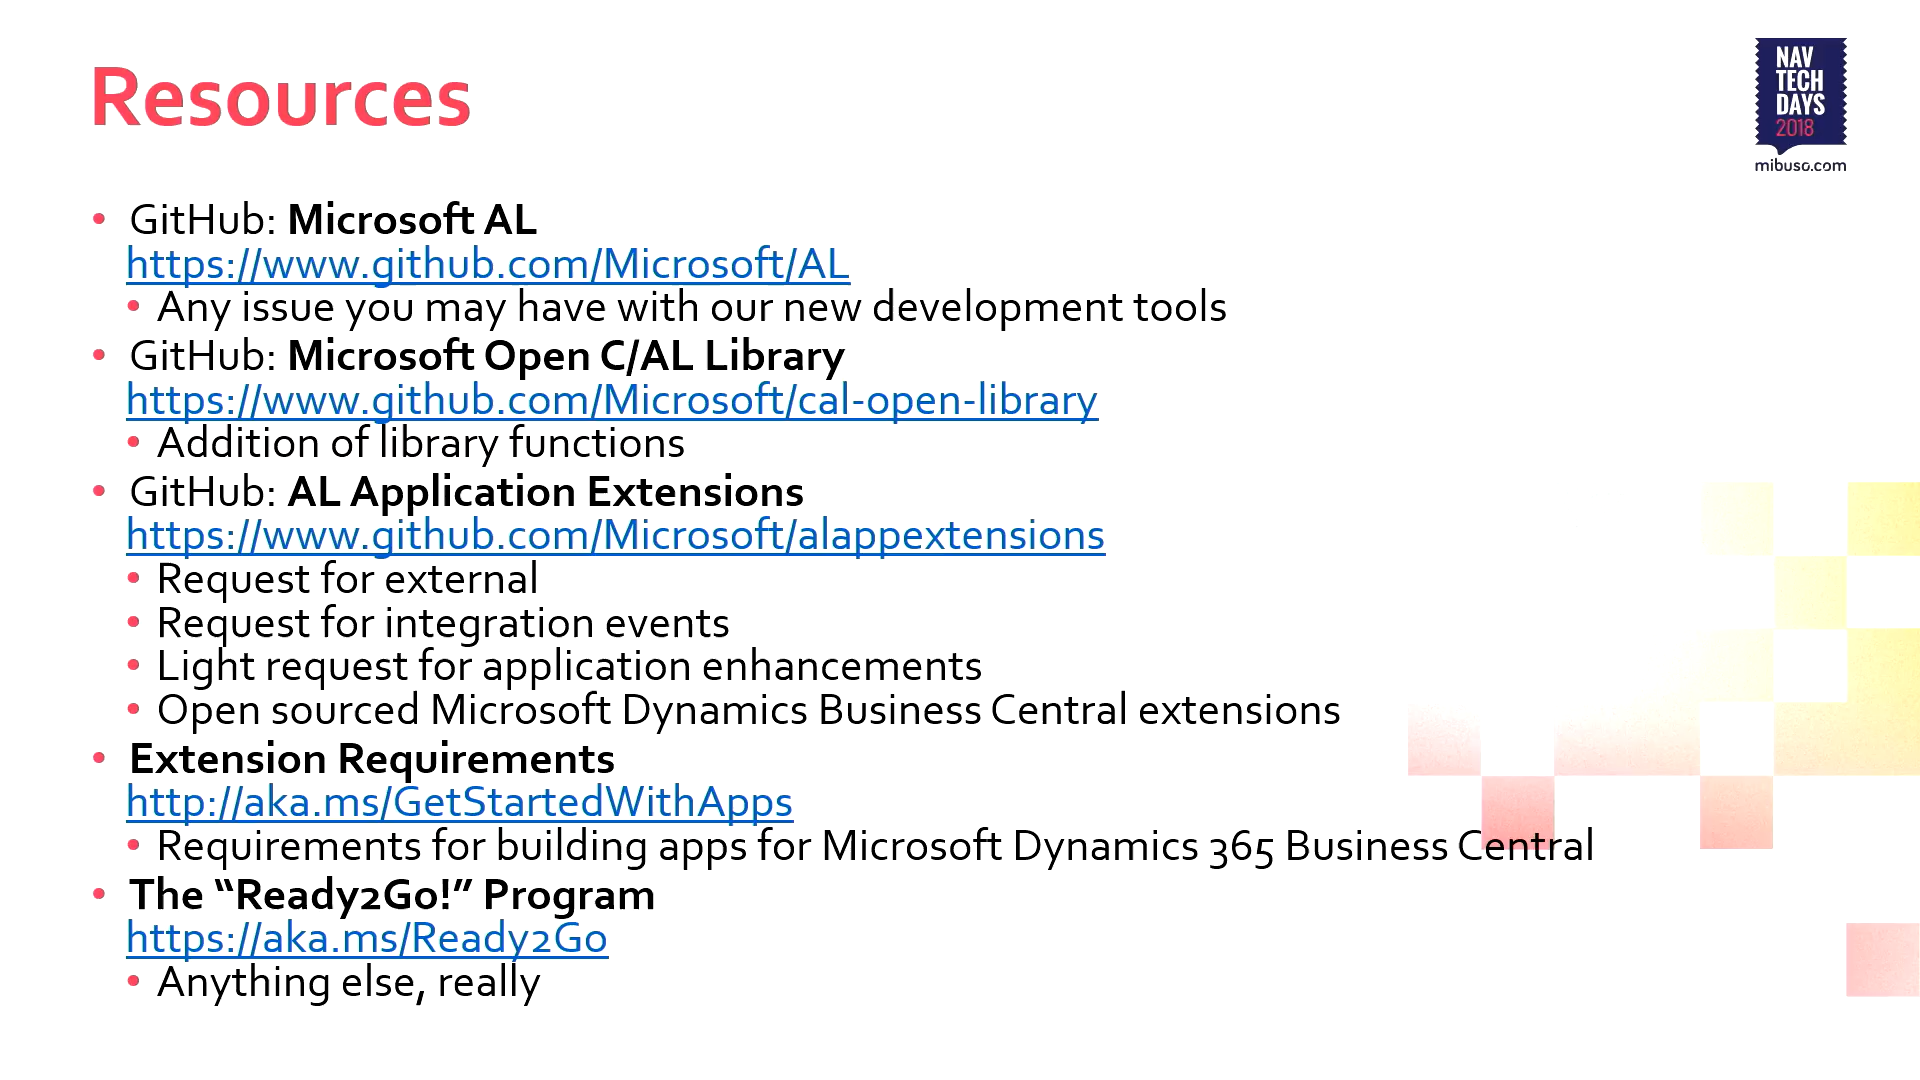 Resources
NAV
TECH
DAYS
2018
mibuso.com
• GitHub: Microsoft AL
https://www.github.com/Microsoft/AL
• Any issue you may have with our new development tools
• GitHub: Microsoft Open C/AL Library
https://www.github.com/Microsoft/cal-open-library
• Addition of library functions
• GitHub: AL Application Extensions
https://www.github.com/Microsoft/alappextensions
• Request for external
• Request for integration events
• Light request for application enhancements
• Open sourced Microsoft Dynamics Business Central extensions
• Extension Requirements
http://aka.ms/GetStartedWithApps
• Requirements for building apps for Microsoft Dynamics 365 Business Central
• The “Ready2Go!” Program
https://aka.ms/Ready2Go
• Anything else, really